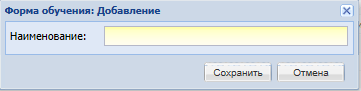 Форма обучения: Добавление
Наименование:
Сохранить Отмена